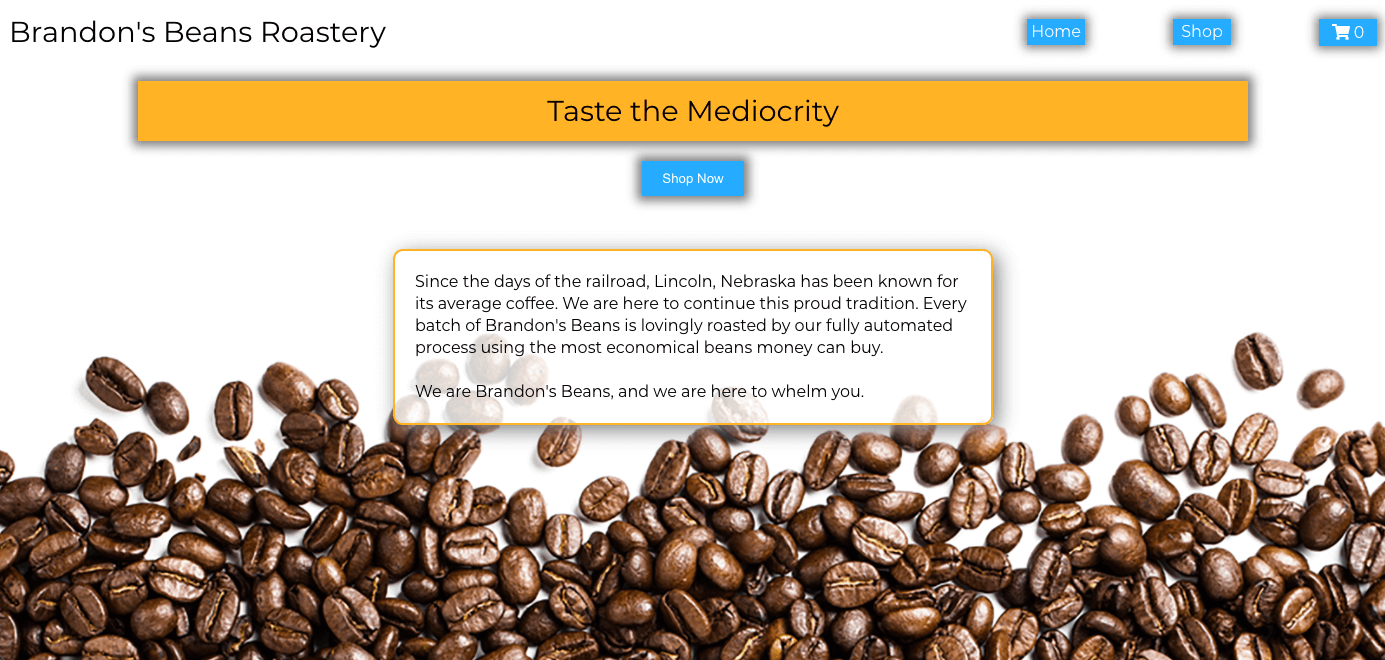 Brandon's Beans Roastery
Home
Shop
0
Taste the Mediocrity
Shop Now
Since the days of the railroad, Lincoln, Nebraska has been known for
its average coffee. We are here to continue this proud tradition. Every
batch of Brandon's Beans is lovingly roasted by our fully automated
process using the most economical beans money can buy.
We are Brandon's Beans, and we are here to whelm you.